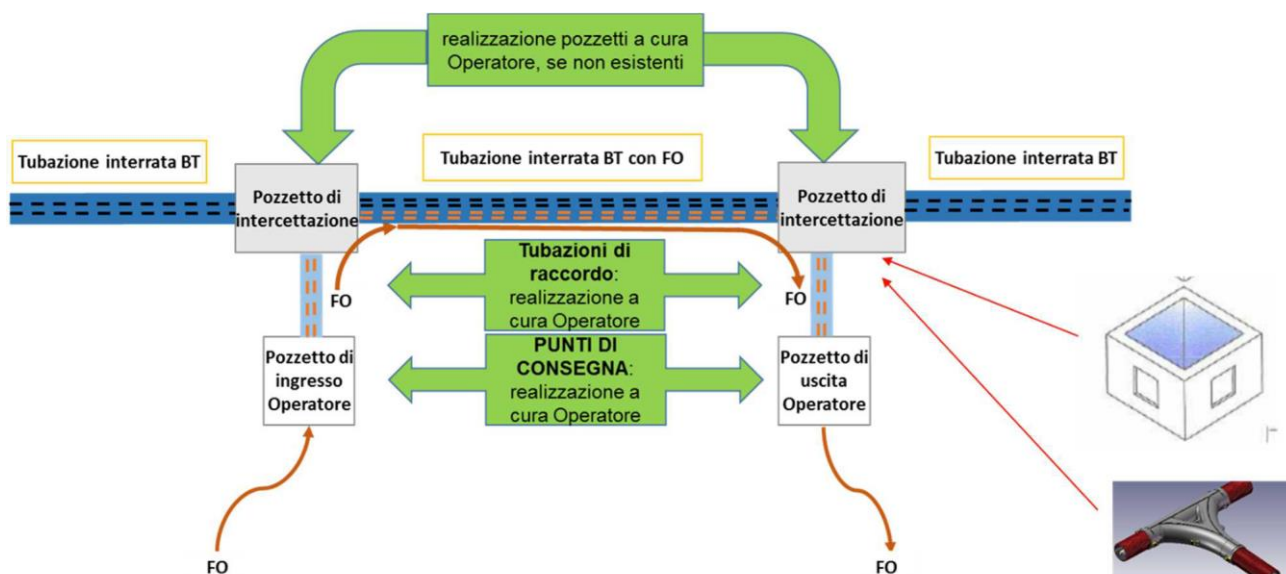 realizzazione pozzetti a cura
Operatore, se non esistenti
Tubazione interrata BT
Tubazione interrata BT con FO
Tubazione interrata BT
Pozzetto di
intercettazione
Pozzetto di
intercettazione
FO
Tubazioni di
raccordo:
realizzazione a
cura Operatore
FO
Pozzetto di
ingresso
Operatore
PUNTI DI
CONSEGNA:
realizzazione a
cura Operatore
Pozzetto di
uscita
Operatore
FO
FO